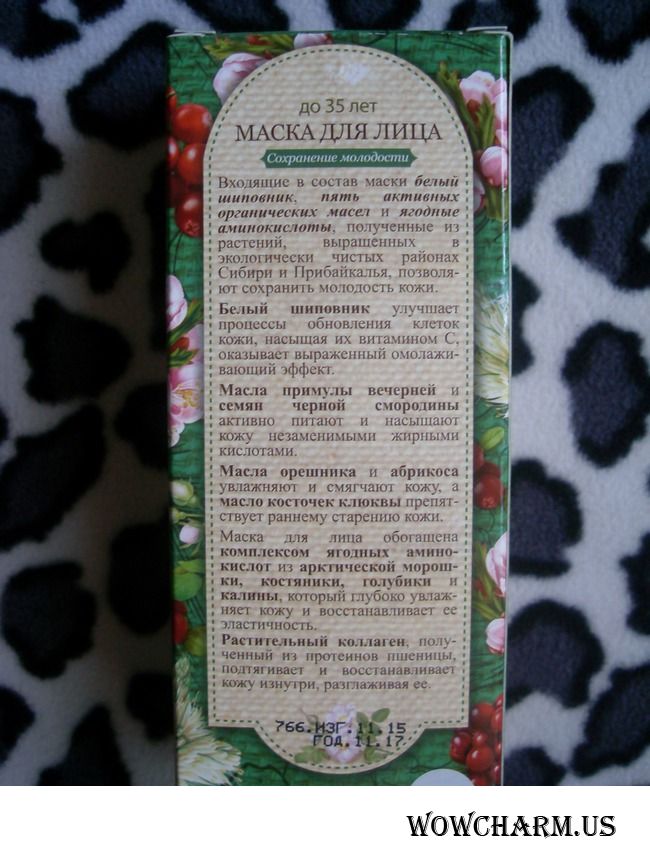 до 35 лет
МАСКА ДЛЯ ЛИЦА
Сохранение молодости
Входящие в состав маски белый
шиповник, пять активных
органических масел и ягодные
аминокислоты, полученные из
растений, выращенных в
экологически чистых районах
Сибири и Прибайкалья, позволя-
ют сохранить молодость кожи.
Белый шиповник улучшает
процессы обновления клеток
кожи, насыщая их витамином С,
оказывает выраженный омолажи-
вающий эффект.
Масла примулы вечерней и
семян черной смородины
активно питают и насыщают
кожу незаменимыми жирными
кислотами.
Масла орешника и абрикоса
увлажняют и смягчают кожу, а
масло косточек клюквы препят-
ствует раннему старению кожи.
Маска для лица обогащена
комплексом ягодных амино-
кислот из арктической морош-
ки, костяники, голубики и
калины, который глубоко увлаж-
няет кожу и восстанавливает ее
эластичность.
Растительный коллаген, полу-
ченный из протеинов пшеницы,
подтягивает и восстанавливает
кожу изнутри, разглаживая ее.
766.ИЗГ.11.15
ГОД.11.17
WOWCHARM.US